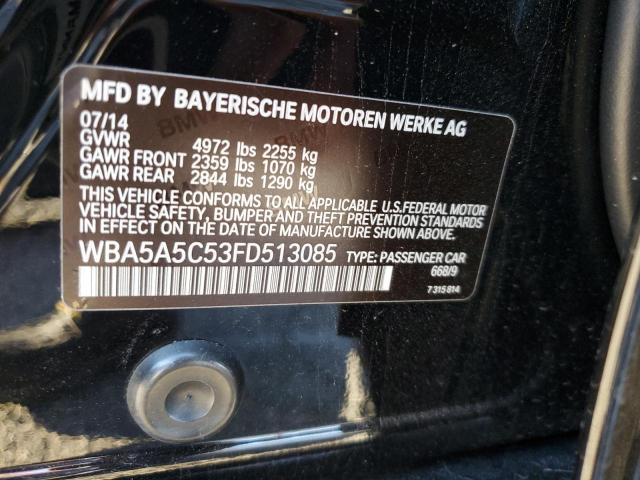 MFD BY BAYERISCHE MOTOREN WERKE AG
07/14
GVWR 4972 lbs 2255 kg
GAWR FRONT 2359 lbs 1070 kg
GAWR REAR 2844 lbs 1290 kg
THIS VEHICLE CONFORMS TO ALL APPLICABLE U.S.FEDERAL MOTOR
VEHICLE SAFETY, BUMPER AND THEFT PREVENTION STANDARDS
IN EFFECT ON THE DATE OF MANUFACTURE SHOWN ABOVE.
WBA5A5C53FD513085 TYPE: PASSENGER CAR
668/9
7 315 814